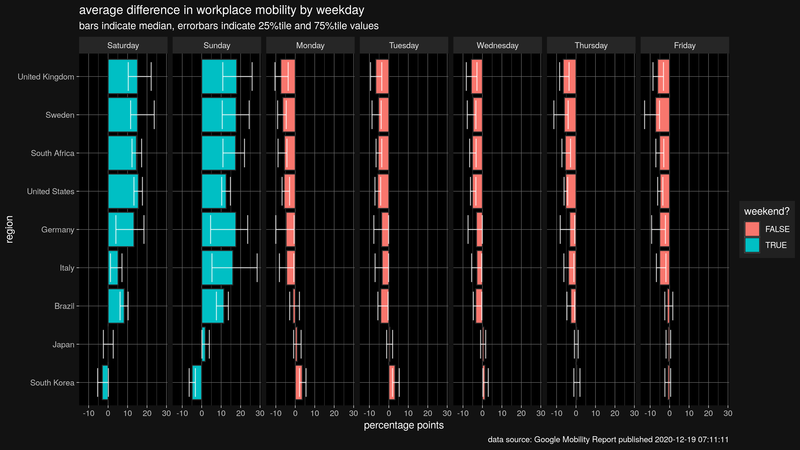 average difference in workplace mobility by weekday
bars indicate median, errorbars indicate 25%tile and 75%tile values
Saturday Sunday Monday Tuesday Wednesday Thursday Friday
United Kingdom
Sweden
South Africa
United States
Germany
Italy
Brazil
Japan
South Korea
region
weekend?
FALSE
TRUE
-10 0 10 20 30 -10 0 10 20 30 -10 0 10 20 30 -10 0 10 20 30 -10 0 10 20 30 -10 0 10 20 30 -10 0 10 20 30
percentage points
data source: Google Mobility Report published 2020-12-19 07:11:11